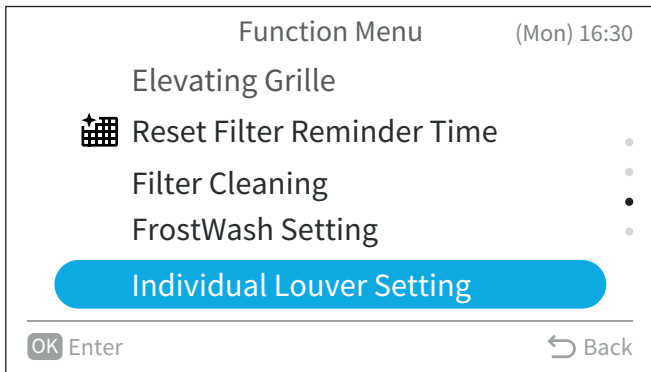 Function Menu (Mon) 16:30
Elevating Grille
Reset Filter Reminder Time
Filter Cleaning
FrostWash Setting
Individual Louver Setting
OK Enter Back